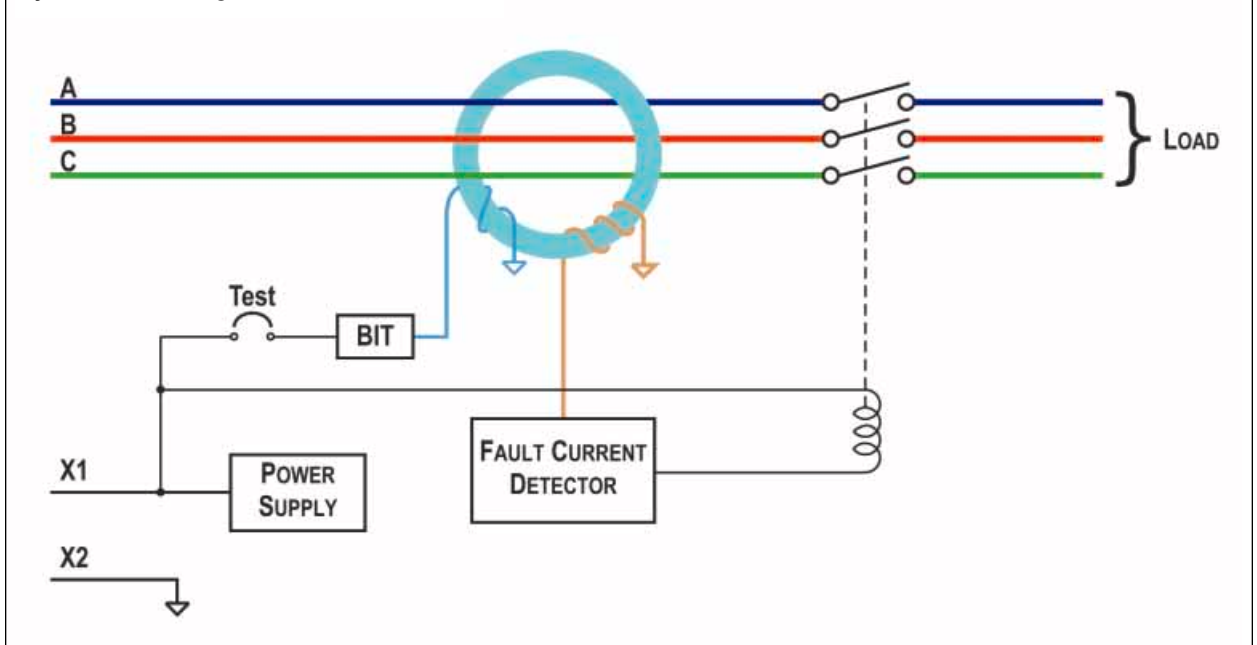 A
B
C
LOAD
Test
BIT
FAULT CURRENT
DETECTOR
X1
POWER
SUPPLY
X2